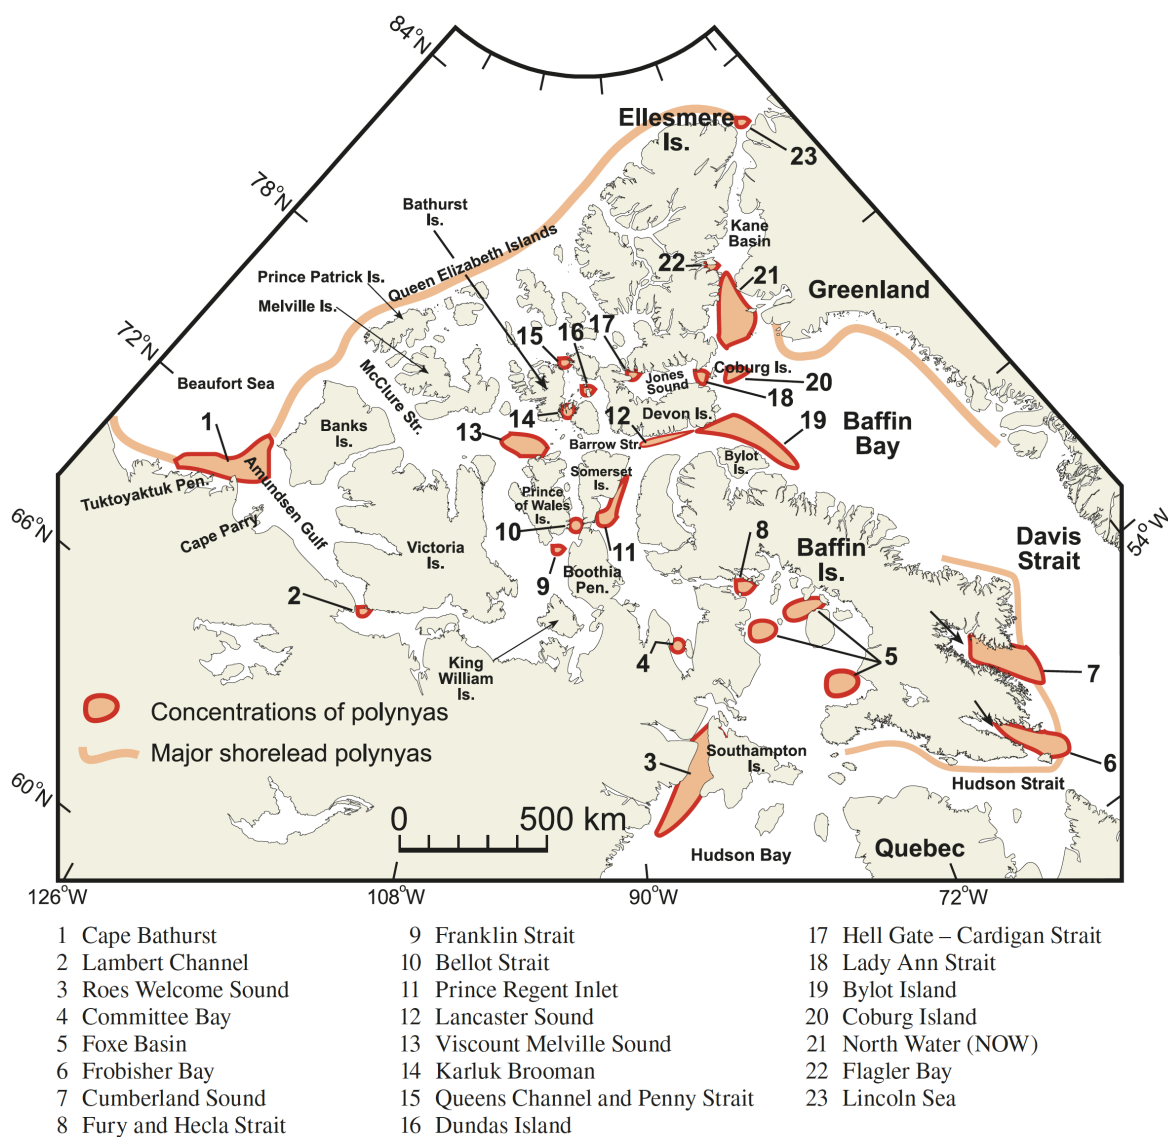 84°N
Ellesmere
Is.
23
78°N
Bathurst
Is.
Kane
Basin
Queen Elizabeth Islands
22
21
Prince Patrick Is.
Greenland
Melville Is.
72°N
15
16
17
Beaufort Sea
McClure Str.
Jones
Sound
Coburg Is.
20
18
14
12
Devon Is.
19
Baffin
Bay
1
Banks
Is.
13
Barrow Str.
Bylot
Is.
Somerset
Is.
Tuktoyaktuk Pen.
Amundsen Gulf
Prince
of Wales
Is.
66°N
Cape Parry
10
11
8
Davis
Strait
54°W
Victoria
Is.
9
Boothia
Pen.
Baffin
Is.
2
King
William
Is.
4
5
7
Concentrations of polynyas
Major shorelead polynyas
3
Southampton
Is.
6
Hudson Strait
60°N
0
500 km
Hudson Bay
Quebec
126°W
108°W
90°W
72°W
1 Cape Bathurst
2 Lambert Channel
3 Roes Welcome Sound
4 Committee Bay
5 Foxe Basin
6 Frobisher Bay
7 Cumberland Sound
8 Fury and Hecla Strait
9 Franklin Strait
10 Bellot Strait
11 Prince Regent Inlet
12 Lancaster Sound
13 Viscount Melville Sound
14 Karluk Brooman
15 Queens Channel and Penny Strait
16 Dundas Island
17 Hell Gate – Cardigan Strait
18 Lady Ann Strait
19 Bylot Island
20 Coburg Island
21 North Water (NOW)
22 Flagler Bay
23 Lincoln Sea